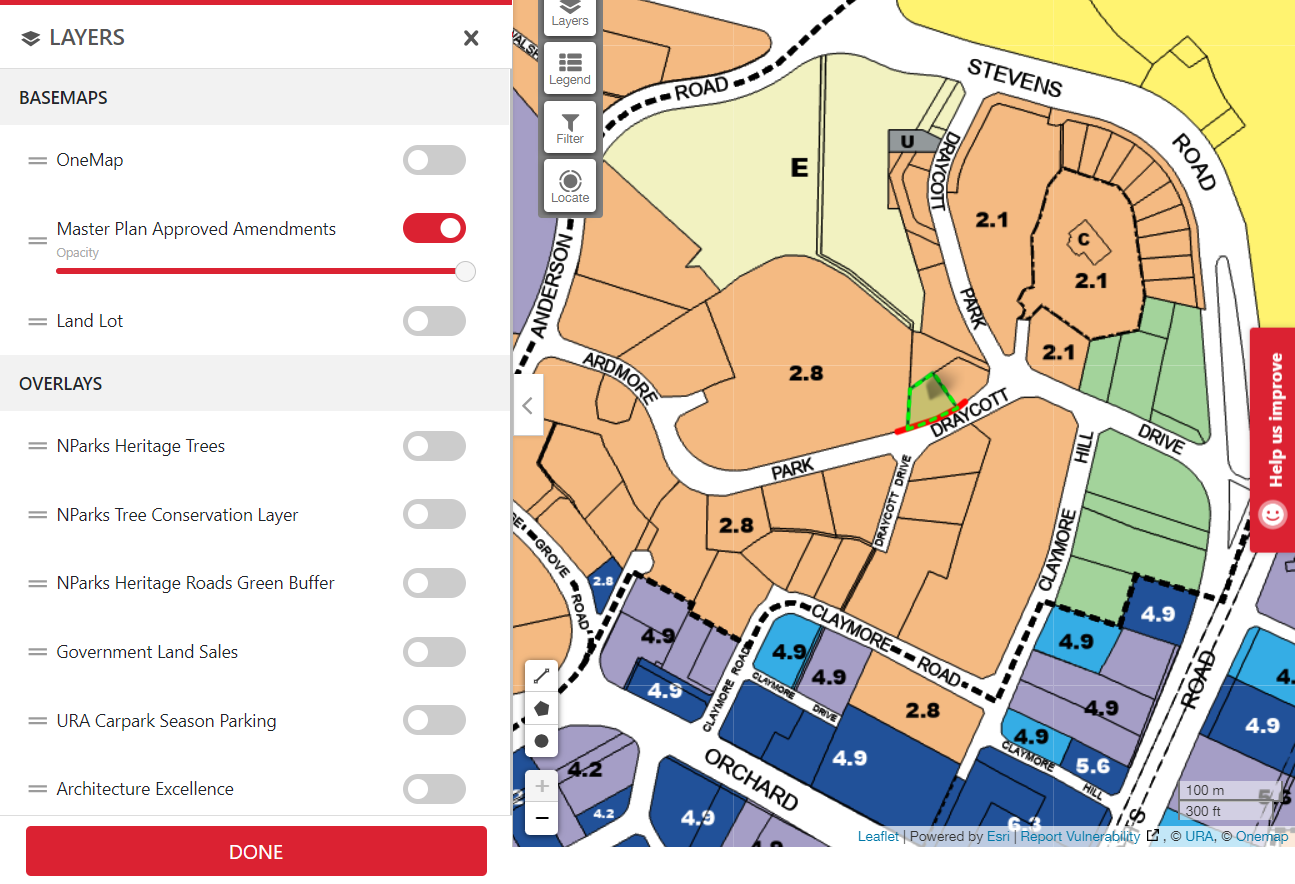 LAYERS
BASEMAPS
OneMap
Master Plan Approved Amendments
Opacity
Land Lot
OVERLAYS
NParks Heritage Trees
NParks Tree Conservation Layer
NParks Heritage Roads Green Buffer
Government Land Sales
URA Carpark Season Parking
Architecture Excellence
DONE
Layers
Legend
Filter
Locate
ROAD
STEVENS
ROAD
E
U
DRAYCOTT
PARK
2.1
C
2.1
2.1
ANDERSON
ARDMORE
2.8
PARK
DRAYCOTT
DRIVE
HILL
CLAYMORE
DRAYCOTT DRIVE
2.8
GROVE
ROAD
2.8
4.9
4.9
CLAYMORE ROAD
CLAYMORE
ROAD
4.9
4.9
CLAYMORE
DRIVE
2.8
4.9
4.9
4.9
4.9
4.9
CLAYMORE
HILL
5.6
ROAD
4.9
4.2
4.2
ORCHARD
4.9
6.3
Help us improve
+
−
100 m
300 ft
Leaflet | Powered by Esri | Report Vulnerability , © URA, © Onemap